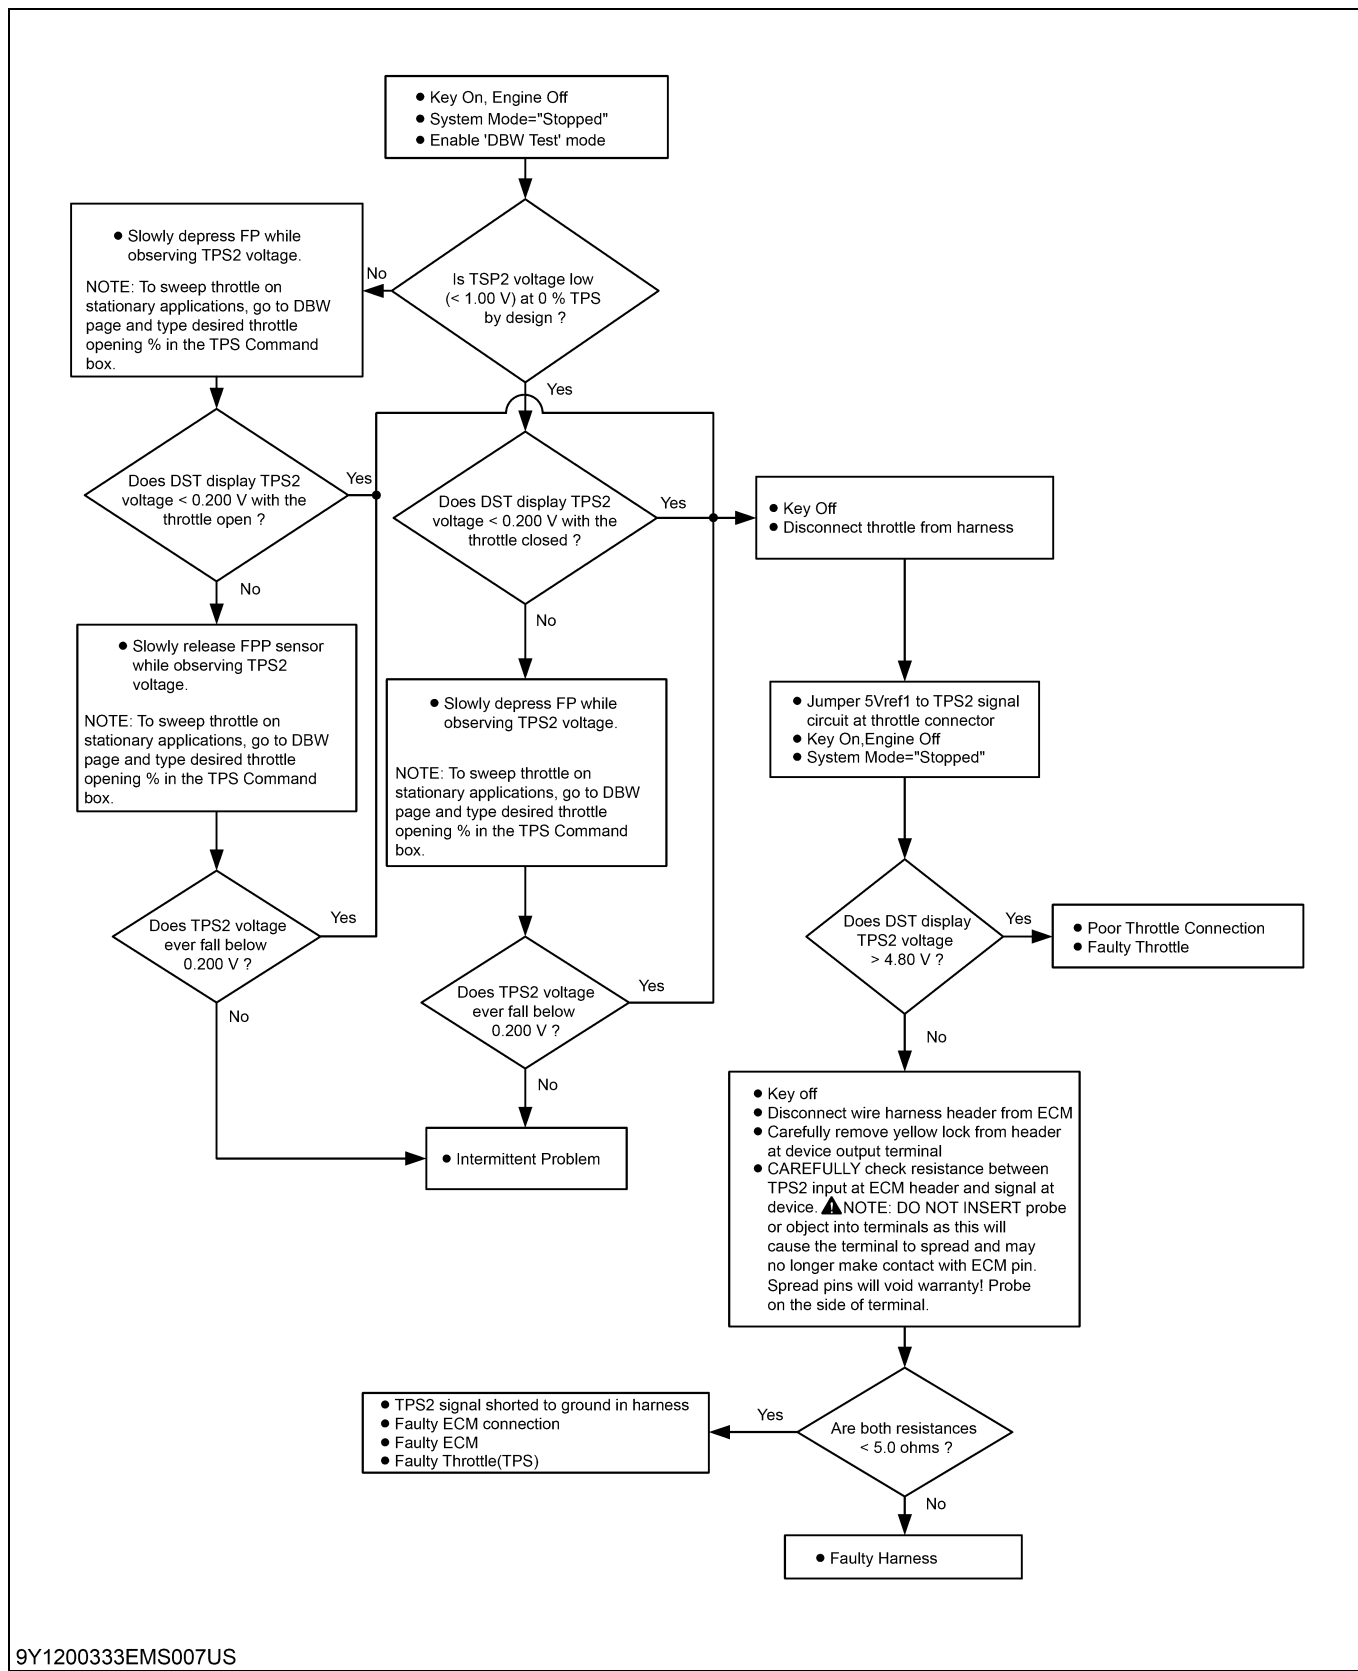 ● Key On, Engine Off
● System Mode="Stopped"
● Enable 'DBW Test' mode
● Slowly depress FP while
observing TPS2 voltage.
NOTE: To sweep throttle on
stationary applications, go to DBW
page and type desired throttle
opening % in the TPS Command
box.
No
Is TSP2 voltage low
(< 1.00 V) at 0 % TPS
by design ?
Yes
Does DST display TPS2
voltage < 0.200 V with the
throttle open ?
Yes
No
Does DST display TPS2
voltage < 0.200 V with the
throttle closed ?
Yes
No
● Key Off
● Disconnect throttle from harness
● Slowly release FPP sensor
while observing TPS2
voltage.
NOTE: To sweep throttle on
stationary applications, go to DBW
page and type desired throttle
opening % in the TPS Command
box.
● Slowly depress FP while
observing TPS2 voltage.
NOTE: To sweep throttle on
stationary applications, go to DBW
page and type desired throttle
opening % in the TPS Command
box.
● Jumper 5Vref1 to TPS2 signal
circuit at throttle connector
● Key On,Engine Off
● System Mode="Stopped"
Does TPS2 voltage
ever fall below
0.200 V ?
Yes
No
Does TPS2 voltage
ever fall below
0.200 V ?
Yes
No
Does DST display
TPS2 voltage
> 4.80 V ?
Yes
No
● Poor Throttle Connection
● Faulty Throttle
● Intermittent Problem
● Key off
● Disconnect wire harness header from ECM
● Carefully remove yellow lock from header
at device output terminal
● CAREFULLY check resistance between
TPS2 input at ECM header and signal at
device. ⚠NOTE: DO NOT INSERT probe
or object into terminals as this will
cause the terminal to spread and may
no longer make contact with ECM pin.
Spread pins will void warranty! Probe
on the side of terminal.
● TPS2 signal shorted to ground in harness
● Faulty ECM connection
● Faulty ECM
● Faulty Throttle(TPS)
Yes
Are both resistances
< 5.0 ohms ?
No
● Faulty Harness
9Y1200333EMS007US